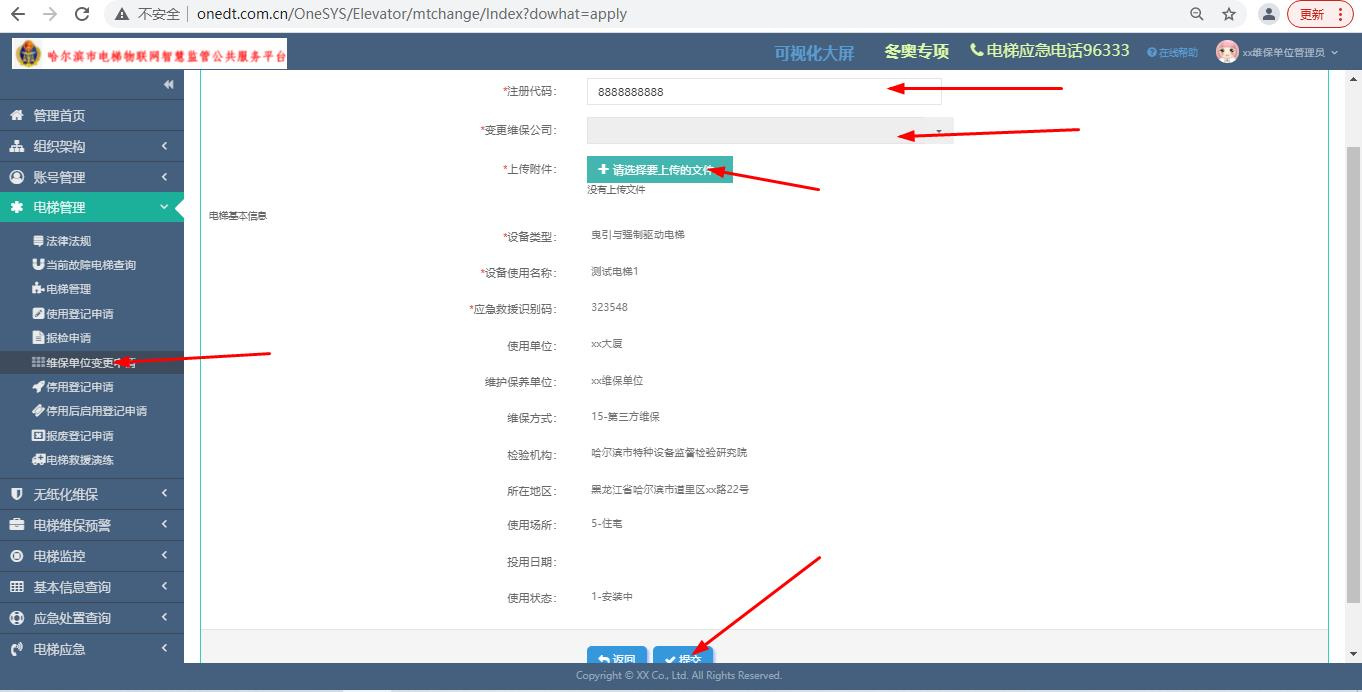 不安全 onedt.com.cn/OneSYS/Elevator/mtchange/Index?dowhat=apply 更新
哈尔滨市电梯物联网智慧监管公共服务平台 可视化大屏 冬奥专项 电梯应急电话96333 在线帮助 xx维保单位管理员
管理首页
组织架构
账号管理
电梯管理
法律法规
当前故障电梯查询
电梯管理
使用登记申请
报检申请
维保单位变更申请
停用登记申请
停用后启用登记申请
报废登记申请
电梯救援演练
无纸化维保
电梯维保预警
电梯监控
基本信息查询
应急处置查询
电梯应急
*注册代码： 8888888888
*变更维保公司：
*上传附件： 请选择要上传的文件
没有上传文件
电梯基本信息
*设备类型： 曳引与强制驱动电梯
*设备使用名称： 测试电梯1
*应急救援识别码： 323548
使用单位： xx大厦
维护保养单位： xx维保单位
维保方式： 15-第三方维保
检验机构： 哈尔滨市特种设备监督检验研究院
所在地区： 黑龙江省哈尔滨市道里区xx路22号
使用场所： 5-住宅
投用日期：
使用状态： 1-安装中
返回 提交
Copyright © XX Co., Ltd. All Rights Reserved.